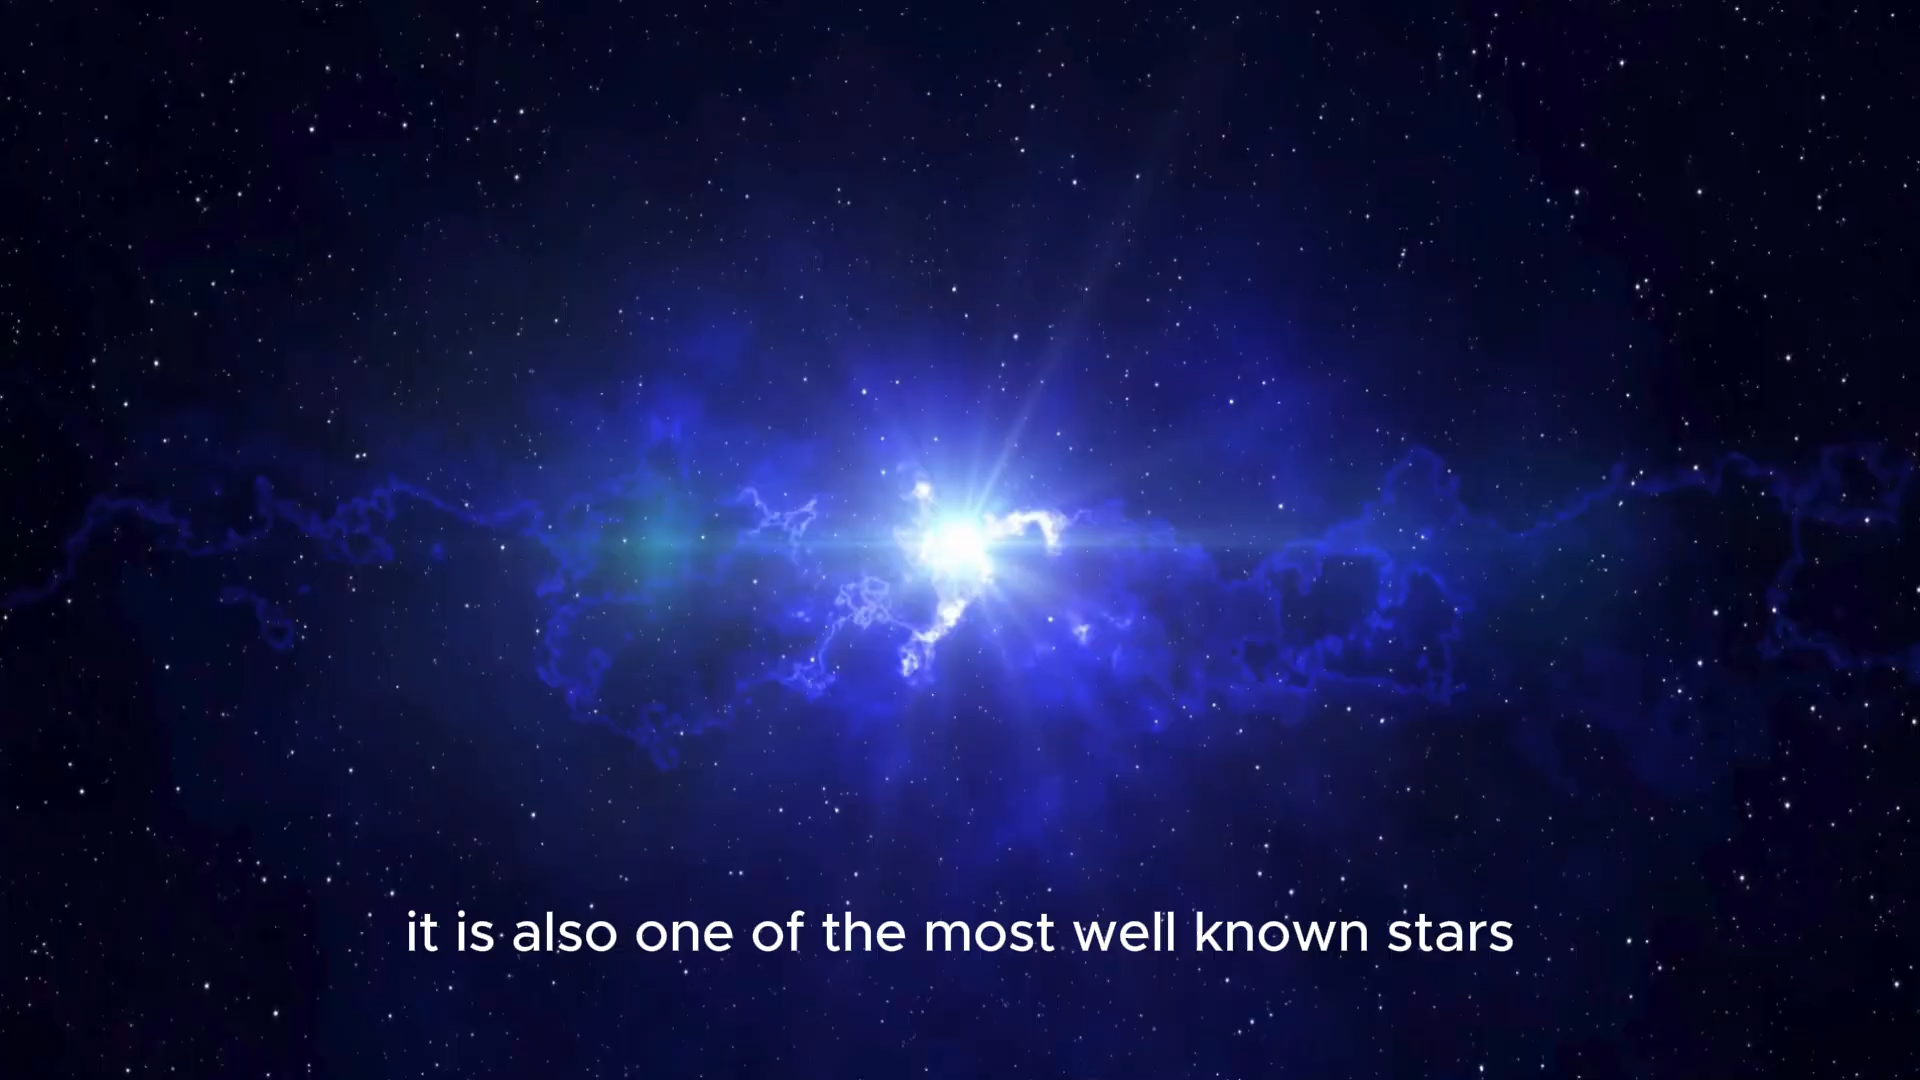 it is also one of the most well known stars